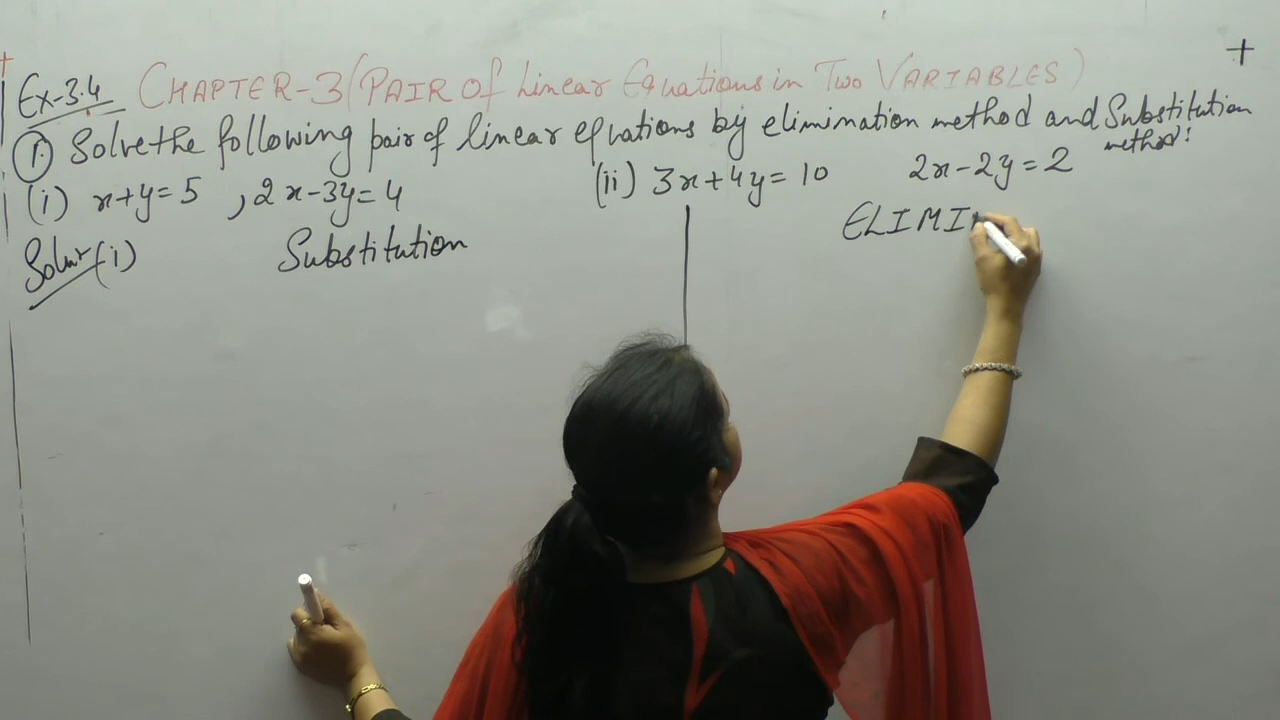 Ex-3.4 CHAPTER-3 (PAIR OF Linear Equations in Two VARIABLES)
1. Solve the following pair of linear equations by elimination method and Substitution method!
(i) x+y=5 , 2x-3y=4 (ii) 3x+4y=10 2x-2y=2
Soln (i) Substitution ELIMI